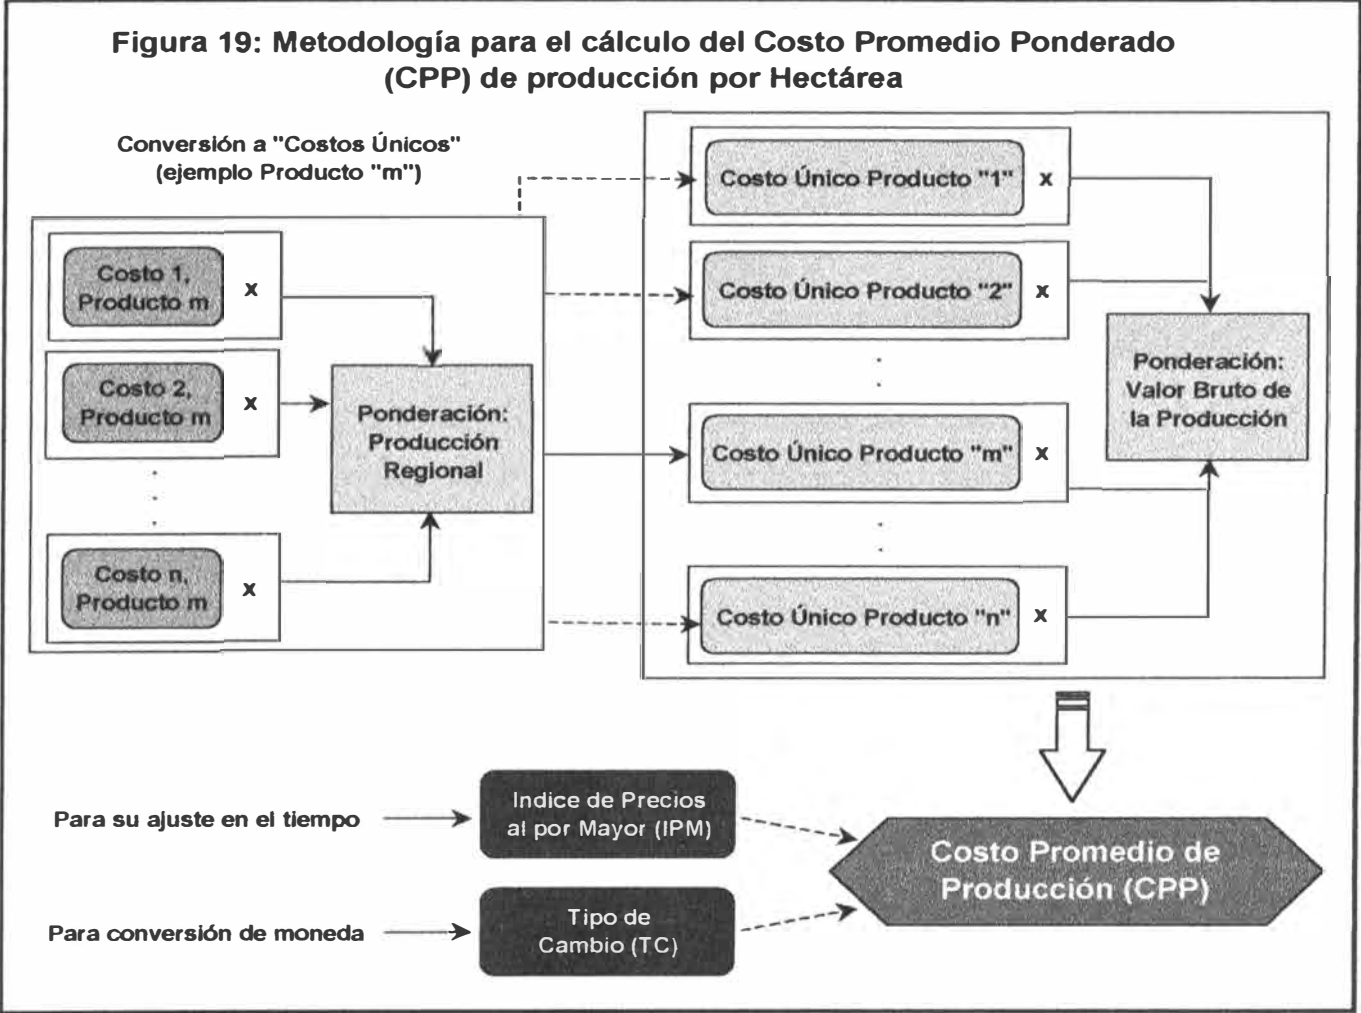 Figura 19: Metodología para el cálculo del Costo Promedio Ponderado
(CPP) de producción por Hectárea
Conversión a "Costos Únicos"
(ejemplo Producto "m")
Costo 1,
Producto m
x
Costo 2,
Producto m
x
.
.
.
Costo n,
Producto m
x
Ponderación:
Producción
Regional
Costo Único Producto "1"
x
Costo Único Producto "2"
x
.
.
Costo Único Producto "m"
x
.
.
Costo Único Producto "n"
x
Ponderación:
Valor Bruto de
la Producción
Para su ajuste en el tiempo
Indice de Precios
al por Mayor (IPM)
Para conversión de moneda
Tipo de
Cambio (TC)
Costo Promedio de
Producción (CPP)